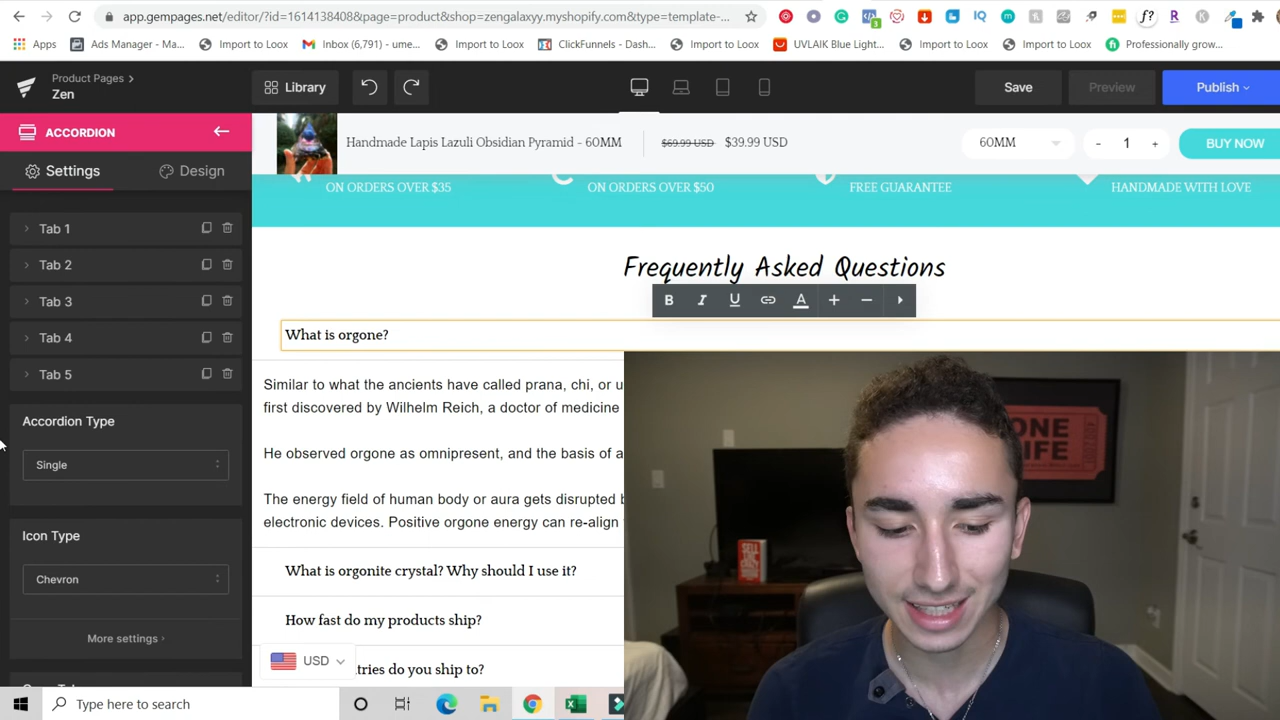 app.gempages.net/editor/?id=1614138408&page=product&shop=zengalaxyy.myshopify.com&type=template-...
Apps
Ads Manager - Ma...
Import to Loox
Inbox (6,791) - ume...
Import to Loox
ClickFunnels - Dash...
Import to Loox
UVLAIK Blue Light...
Import to Loox
Import to Loox
Professionally grow...
Product Pages
Zen
Library
Save
Preview
Publish
ACCORDION
Handmade Lapis Lazuli Obsidian Pyramid - 60MM
$69.99 USD
$39.99 USD
60MM
- 1 +
BUY NOW
Settings
Design
ON ORDERS OVER $35
ON ORDERS OVER $50
FREE GUARANTEE
HANDMADE WITH LOVE
Tab 1
Tab 2
Tab 3
Tab 4
Tab 5
Frequently Asked Questions
B I U A + −
What is orgone?
Similar to what the ancients have called prana, chi, or u
first discovered by Wilhelm Reich, a doctor of medicine
He observed orgone as omnipresent, and the basis of a
The energy field of human body or aura gets disrupted b
electronic devices. Positive orgone energy can re-align
What is orgonite crystal? Why should I use it?
How fast do my products ship?
tries do you ship to?
USD
Accordion Type
Single
Icon Type
Chevron
More settings
ONE
LIFE
SELL
THE
CRAZY
Type here to search